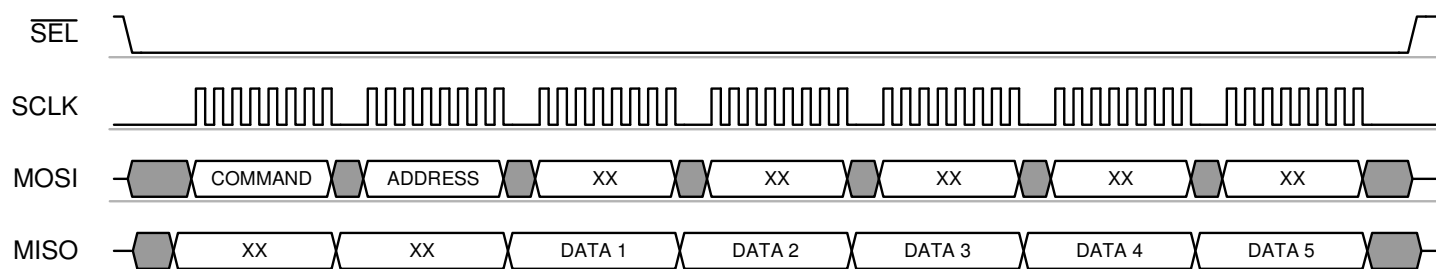 SEL
SCLK
MOSI COMMAND ADDRESS XX XX XX XX XX
MISO XX XX DATA 1 DATA 2 DATA 3 DATA 4 DATA 5